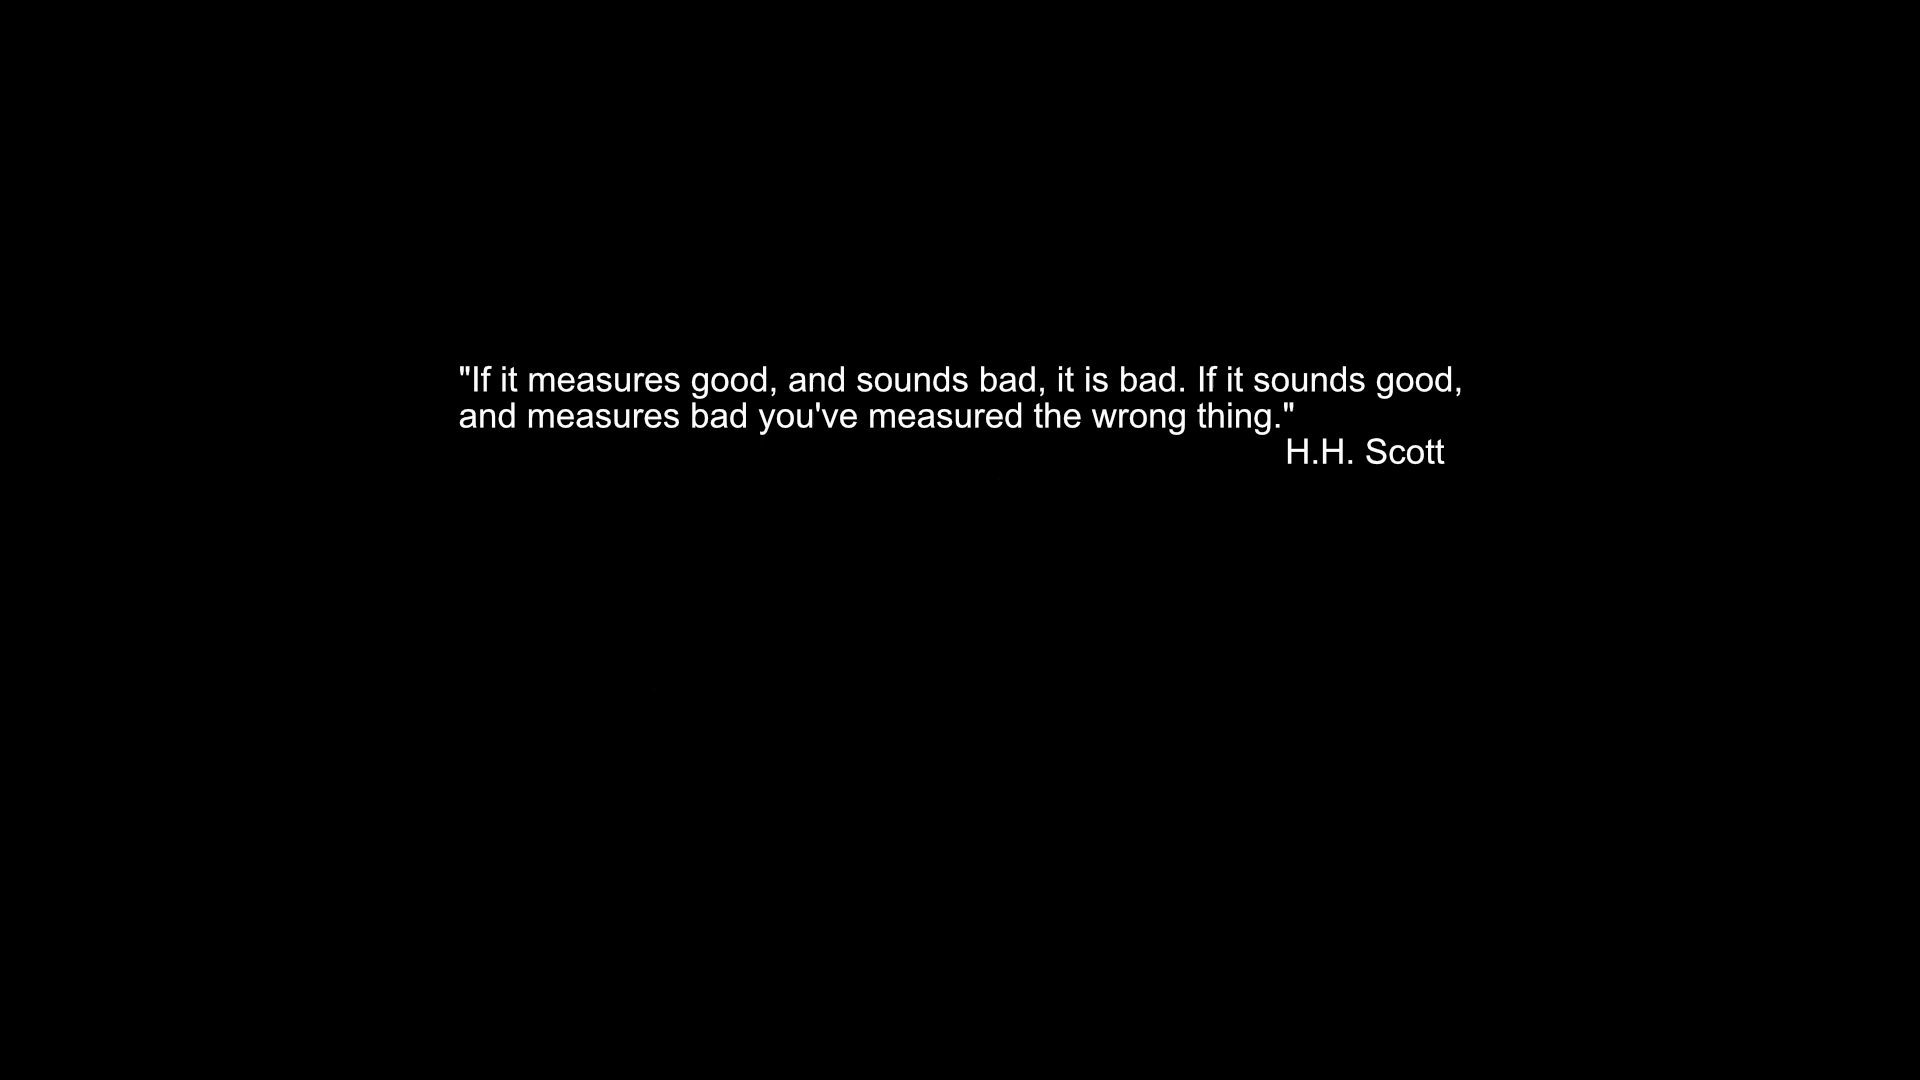 "If it measures good, and sounds bad, it is bad. If it sounds good,
and measures bad you've measured the wrong thing."
H.H. Scott